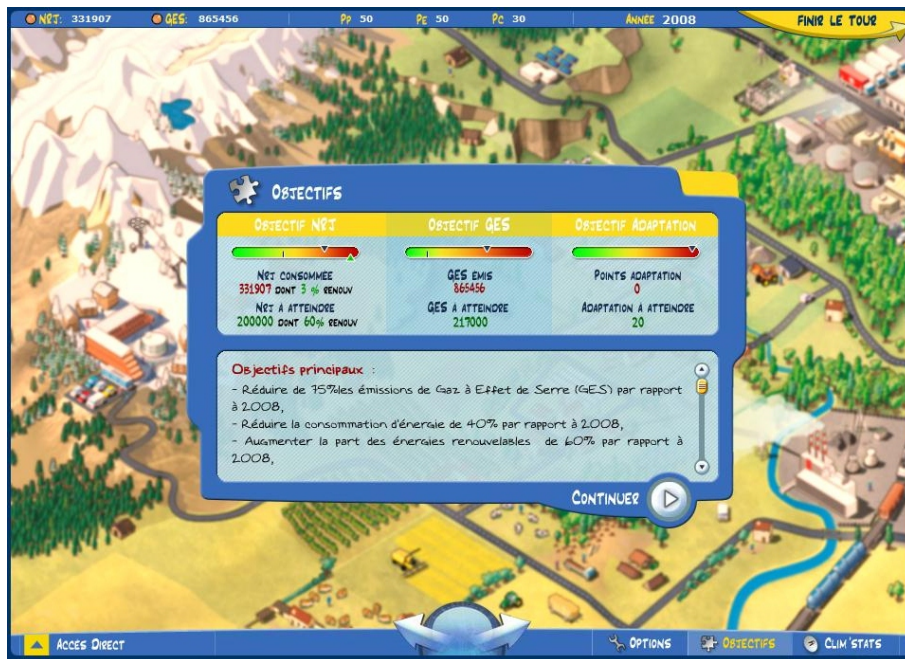 NRJ: 331907 GES: 865456 PP 50 PE 50 PC 30 ANNÉE 2008 FINIR LE TOUR
OBJECTIFS
OBJECTIF NRJ OBJECTIF GES OBJECTIF ADAPTATION
NRJ CONSOMMÉE GES EMIS POINTS ADAPTATION
331907 DONT 3 % RENOUV 865456 0
NRJ À ATTEINDRE GES À ATTEINDRE ADAPTATION À ATTEINDRE
200000 DONT 60% RENOUV 217000 20
Objectifs principaux :
- Réduire de 75%des émissions de Gaz à Effet de Serre (GES) par rapport
à 2008,
- Réduire la consommation d'énergie de 40% par rapport à 2008,
- Augmenter la part des énergies renouvelables de 60% par rapport à
2008,
CONTINUER
ACCÈS DIRECT OPTIONS OBJECTIFS CLIM'STATS